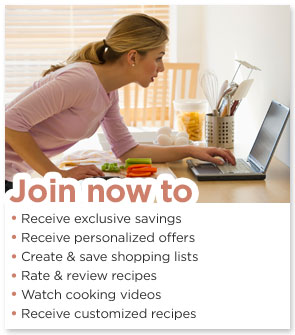 Join now to
• Receive exclusive savings
• Receive personalized offers
• Create & save shopping lists
• Rate & review recipes
• Watch cooking videos
• Receive customized recipes